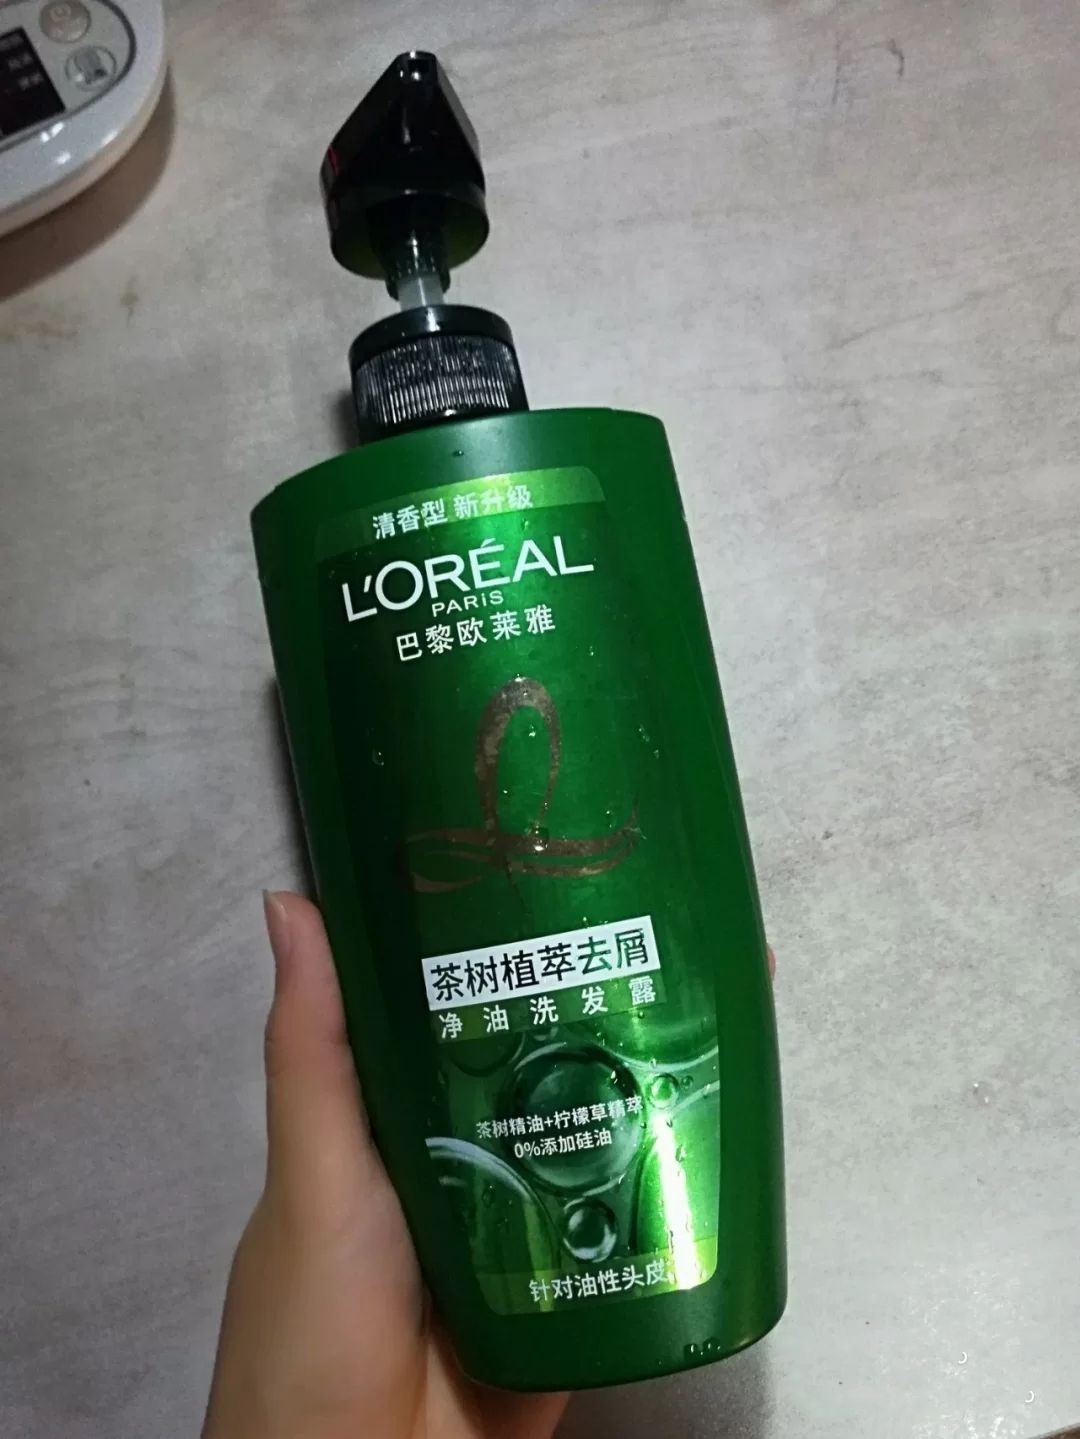 清香型 新升级
L'ORÉAL
PARIS
巴黎欧莱雅
茶树植萃去屑
净油洗发露
茶树精油+柠檬草精萃
0%添加硅油
针对油性头皮